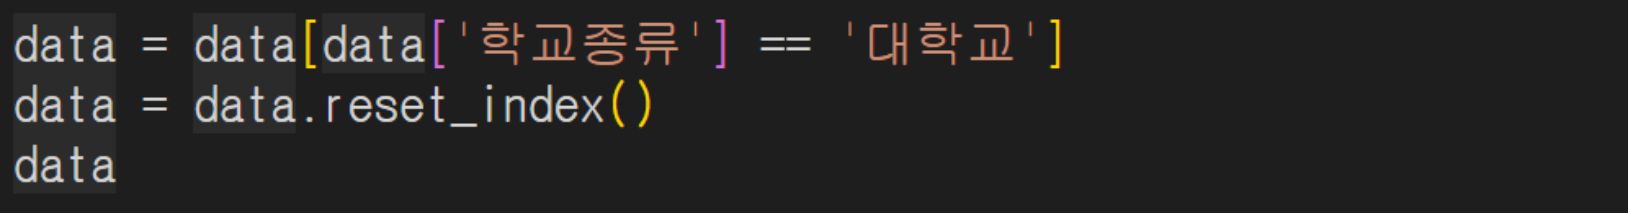 data = data[data['학교종류'] == '대학교']
data = data.reset_index()
data